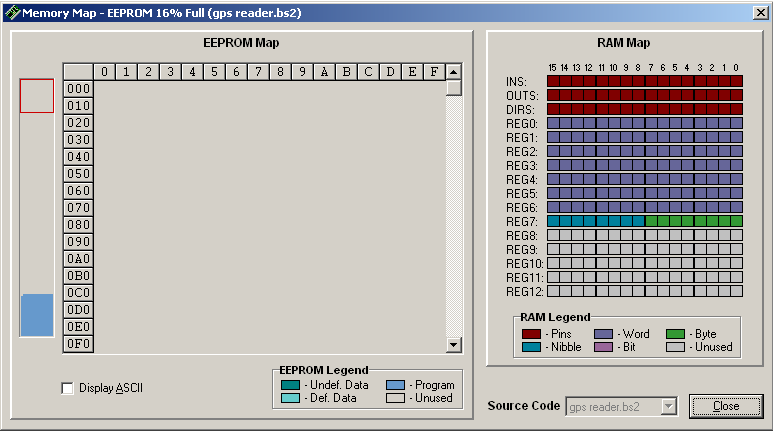 Memory Map - EEPROM 16% Full (gps reader.bs2)
EEPROM Map
0 1 2 3 4 5 6 7 8 9 A B C D E F
000
010
020
030
040
050
060
070
080
090
0A0
0B0
0C0
0D0
0E0
0F0
Display ASCII
EEPROM Legend
- Undef. Data - Program
- Def. Data - Unused
RAM Map
15 14 13 12 11 10 9 8 7 6 5 4 3 2 1 0
INS:
OUTS:
DIRS:
REG0:
REG1:
REG2:
REG3:
REG4:
REG5:
REG6:
REG7:
REG8:
REG9:
REG10:
REG11:
REG12:
RAM Legend
- Pins - Word - Byte
- Nibble - Bit - Unused
Source Code gps reader.bs2 Close